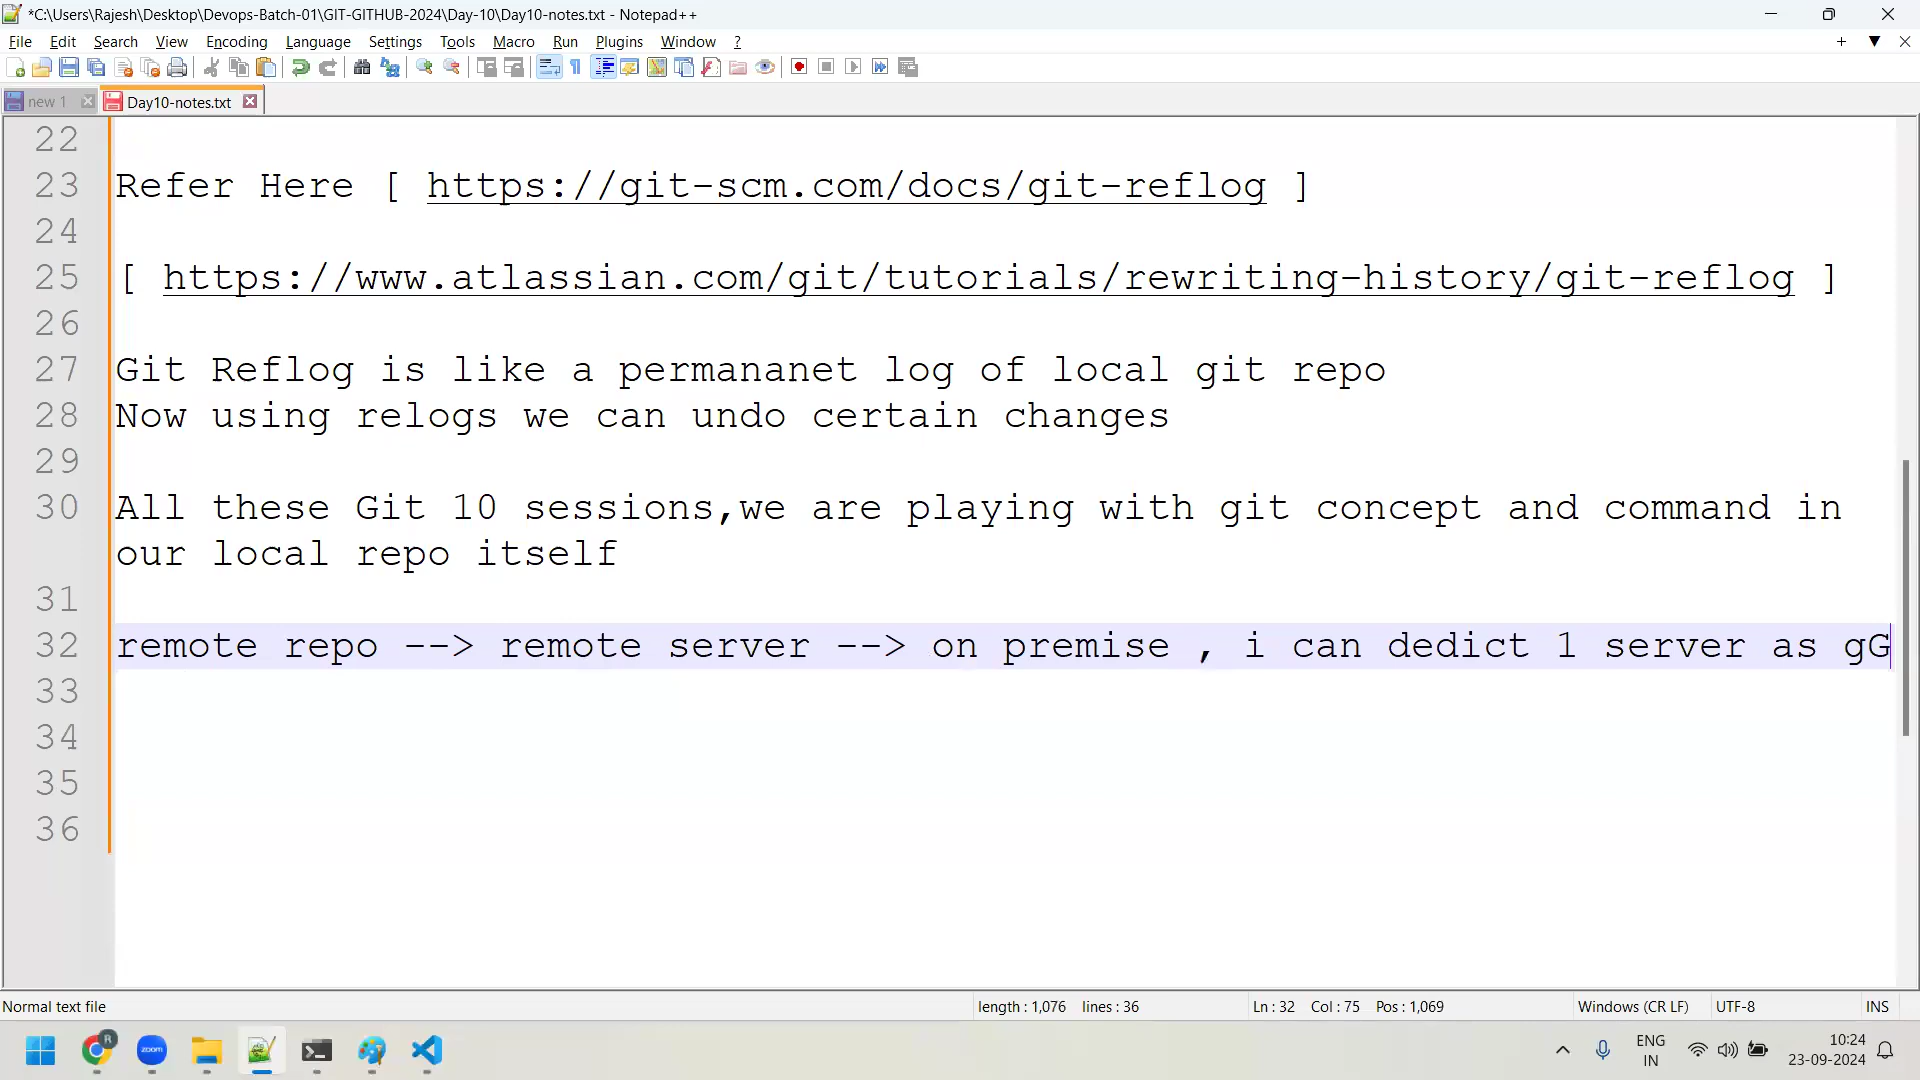 *C:\Users\Rajesh\Desktop\Devops-Batch-01\GIT-GITHUB-2024\Day-10\Day10-notes.txt - Notepad++
File Edit Search View Encoding Language Settings Tools Macro Run Plugins Window ?
new 1 Day10-notes.txt
22
23 Refer Here [ https://git-scm.com/docs/git-reflog ]
24
25 [ https://www.atlassian.com/git/tutorials/rewriting-history/git-reflog ]
26
27 Git Reflog is like a permananet log of local git repo
28 Now using relogs we can undo certain changes
29
30 All these Git 10 sessions,we are playing with git concept and command in
our local repo itself
31
32 remote repo --> remote server --> on premise , i can dedict 1 server as gG
33
34
35
36
Normal text file length : 1,076 lines : 36 Ln : 32 Col : 75 Pos : 1,069 Windows (CR LF) UTF-8 INS
R zoom ENG 10:24
IN 23-09-2024